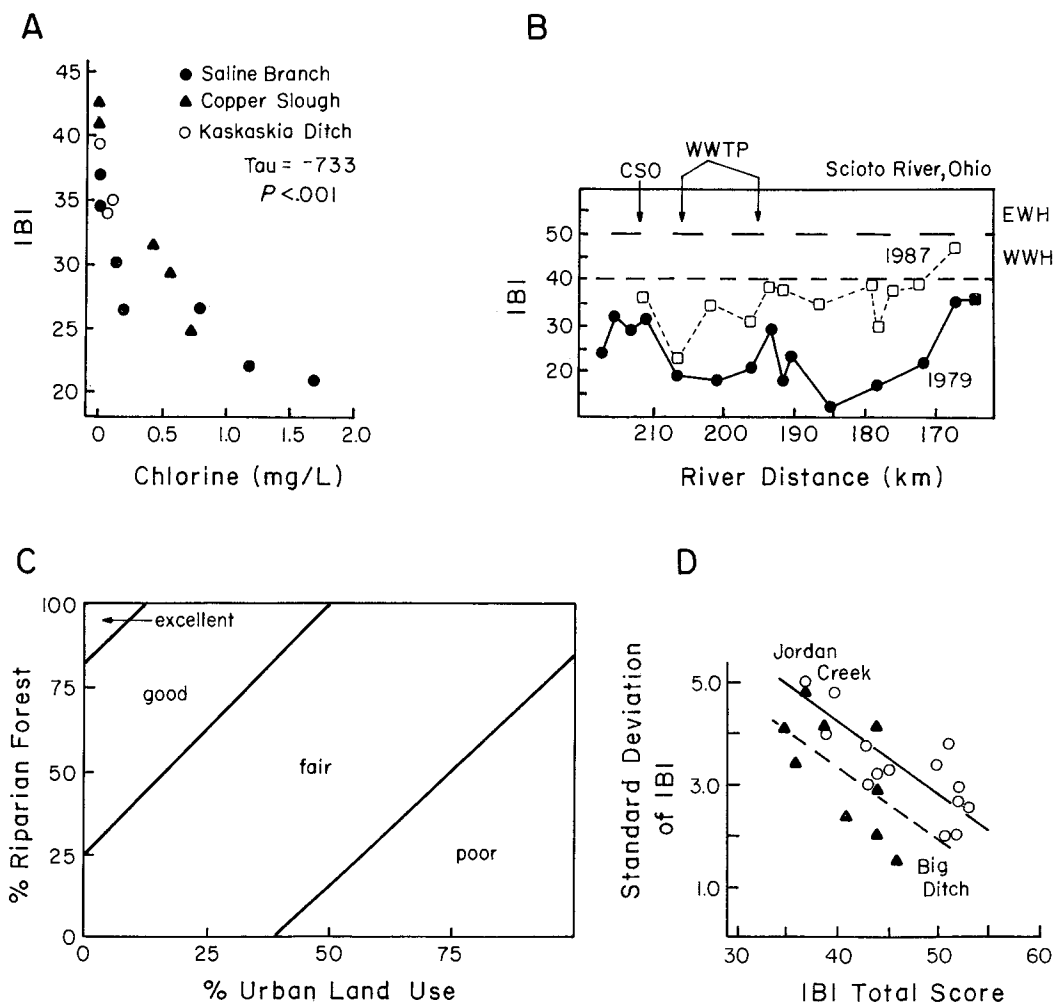 A
IBI
45
40
35
30
25
20
Saline Branch
Copper Slough
Kaskaskia Ditch
Tau = -733
P<.001
0
0.5
1.0
1.5
2.0
Chlorine (mg/L)
B
WWTP
CSO
Scioto River, Ohio
EWH
WWH
IBI
50
40
30
20
1987
1979
210
200
190
180
170
River Distance (km)
C
% Riparian Forest
100
75
50
25
0
excellent
good
fair
poor
0
25
50
75
% Urban Land Use
D
Standard Deviation
of IBI
5.0
3.0
1.0
Jordan
Creek
Big
Ditch
30
40
50
60
IBI Total Score